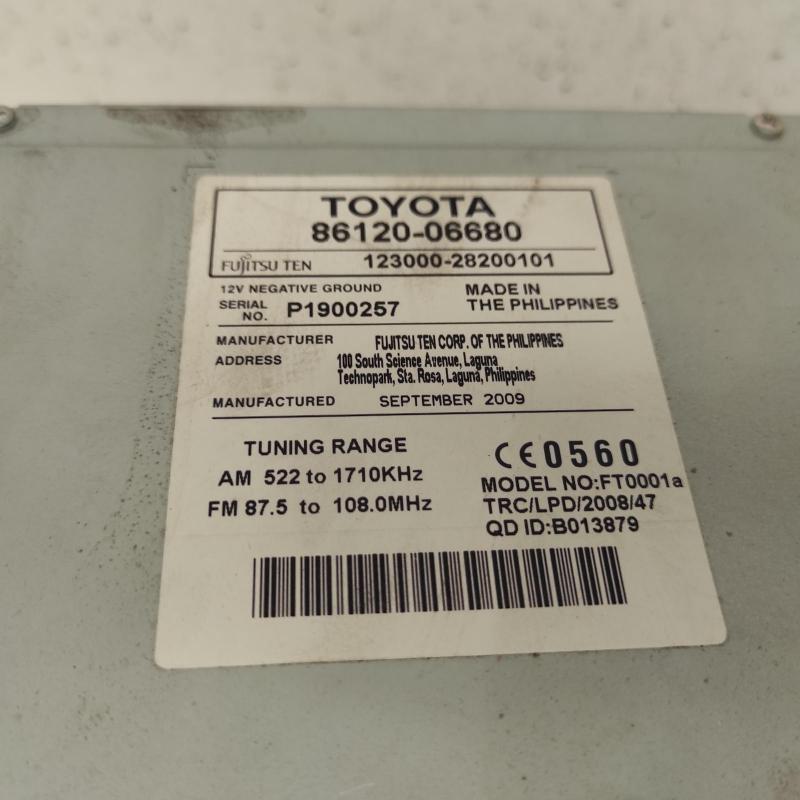 TOYOTA
86120-06680
FUJITSU TEN 123000-28200101
12V NEGATIVE GROUND
SERIAL NO. P1900257
MADE IN THE PHILIPPINES
MANUFACTURER FUJITSU TEN CORP. OF THE PHILIPPINES
ADDRESS 100 South Science Avenue, Laguna
Technopark, Sta. Rosa, Laguna, Philippines
MANUFACTURED SEPTEMBER 2009
TUNING RANGE
AM 522 to 1710KHz
FM 87.5 to 108.0MHz
CE0560
MODEL NO:FT0001a
TRC/LPD/2008/47
QD ID:B013879